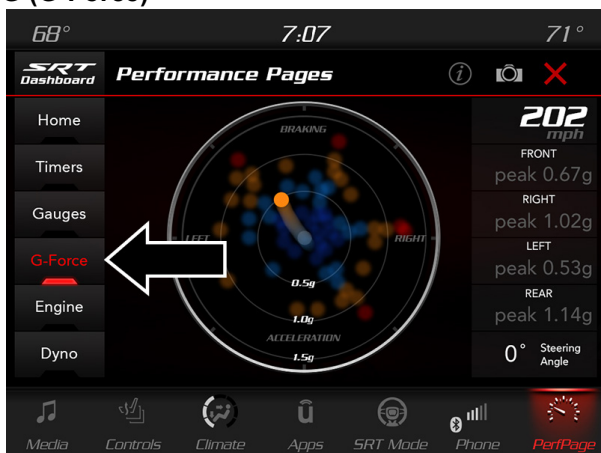 68°
7:07
71°
SRT
Dashboard
Performance Pages
i
Home
Timers
Gauges
G-Force
Engine
Dyno
BRAKING
LEFT
RIGHT
0.5g
1.0g
ACCELERATION
1.5g
202
mph
FRONT
peak 0.67g
RIGHT
peak 1.02g
LEFT
peak 0.53g
REAR
peak 1.14g
0° Steering
Angle
Media
Controls
Climate
Apps
SRT Mode
Phone
PerfPage